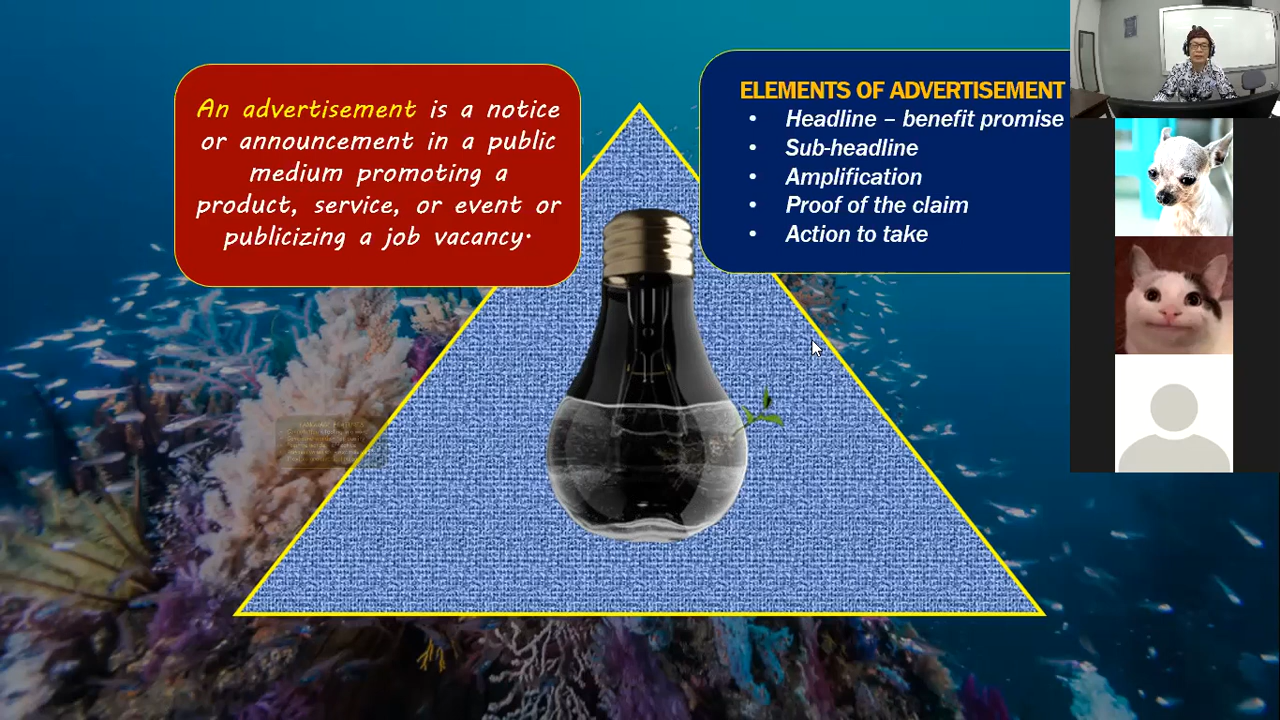 An advertisement is a notice
or announcement in a public
medium promoting a
product, service, or event or
publicizing a job vacancy.
ELEMENTS OF ADVERTISEMENT
• Headline – benefit promise
• Sub-headline
• Amplification
• Proof of the claim
• Action to take